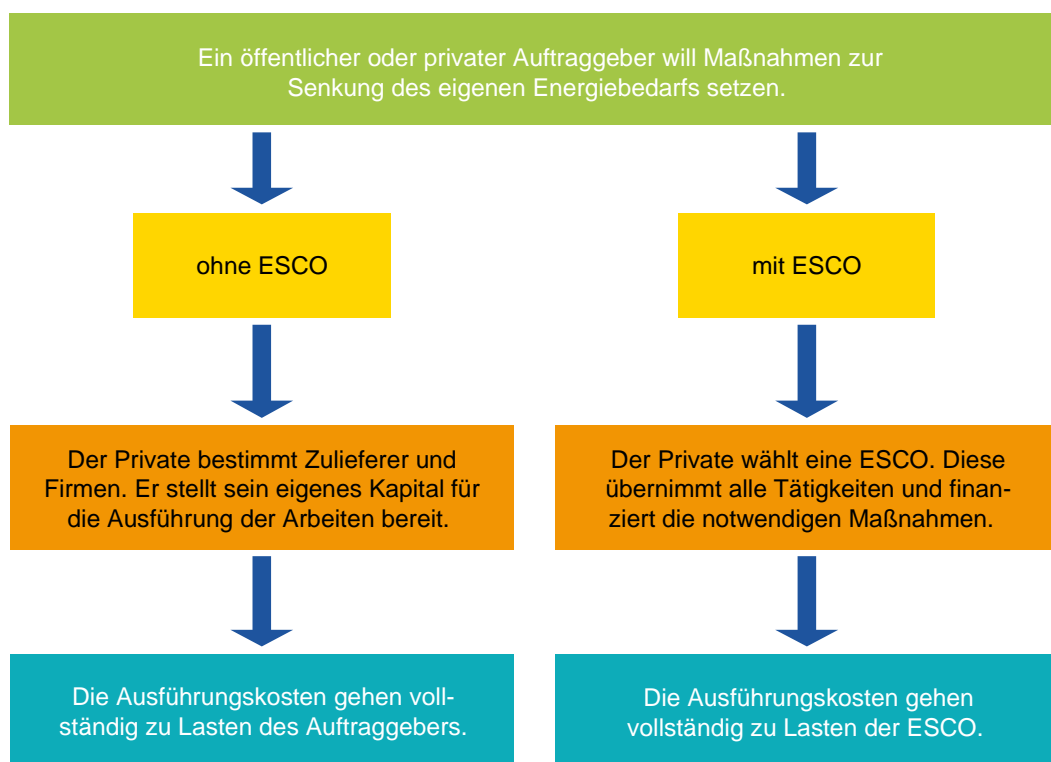 Ein öffentlicher oder privater Auftraggeber will Maßnahmen zur
Senkung des eigenen Energiebedarfs setzen.
ohne ESCO
mit ESCO
Der Private bestimmt Zulieferer und
Firmen. Er stellt sein eigenes Kapital für
die Ausführung der Arbeiten bereit.
Der Private wählt eine ESCO. Diese
übernimmt alle Tätigkeiten und finan-
ziert die notwendigen Maßnahmen.
Die Ausführungskosten gehen voll-
ständig zu Lasten des Auftraggebers.
Die Ausführungskosten gehen
vollständig zu Lasten der ESCO.